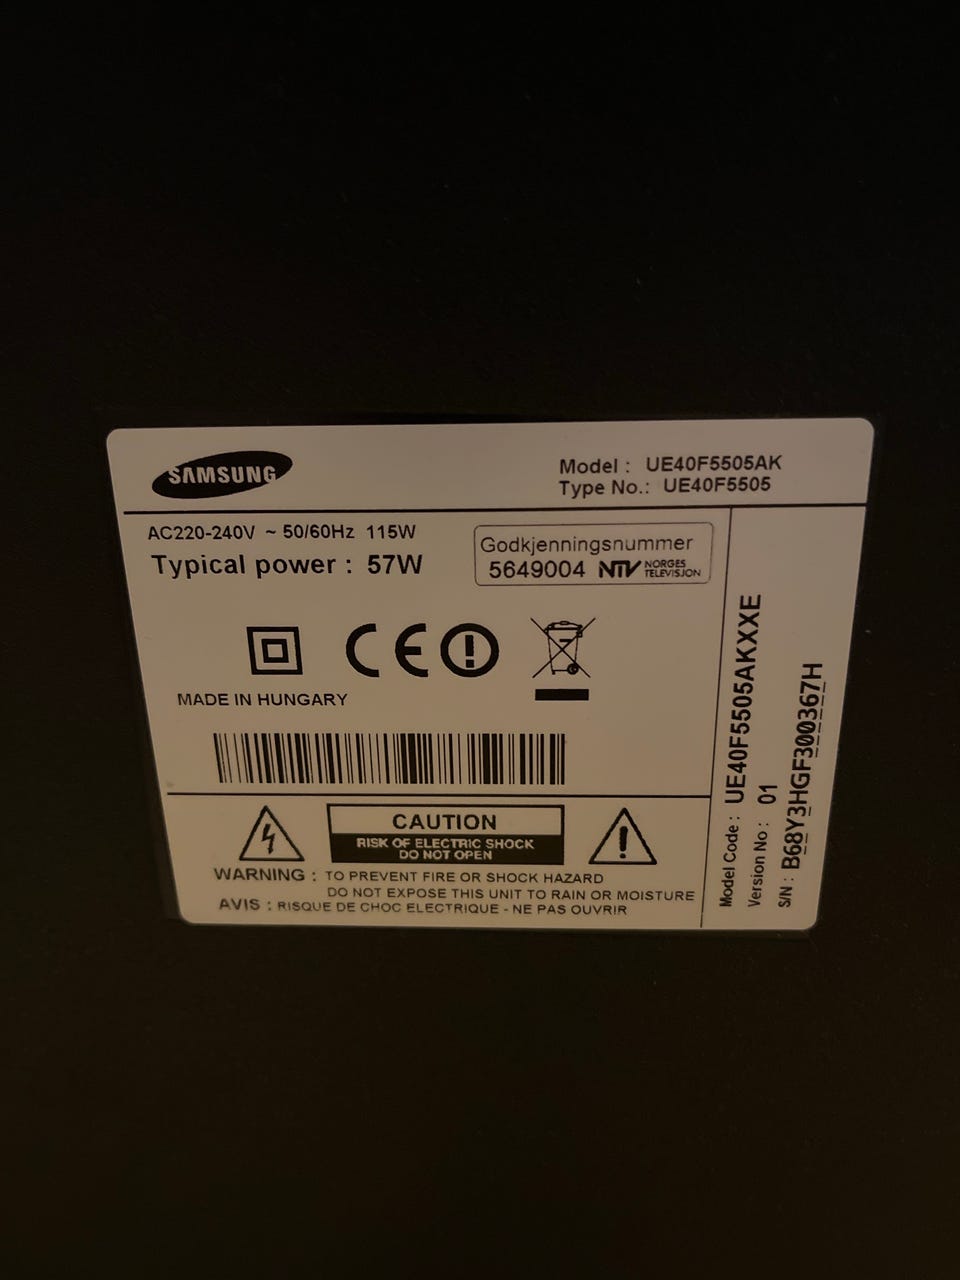 SAMSUNG
Model : UE40F5505AK
Type No.: UE40F5505
AC220-240V ~ 50/60Hz 115W
Typical power : 57W
Godkjenningsnummer
5649004 NTV NORGES
TELEVISJON
CE
MADE IN HUNGARY
CAUTION
RISK OF ELECTRIC SHOCK
DO NOT OPEN
WARNING : TO PREVENT FIRE OR SHOCK HAZARD
DO NOT EXPOSE THIS UNIT TO RAIN OR MOISTURE
AVIS : RISQUE DE CHOC ELECTRIQUE - NE PAS OUVRIR
Model Code : UE40F5505AKXXE
Version No : 01
S/N : B68Y3HGF300367H